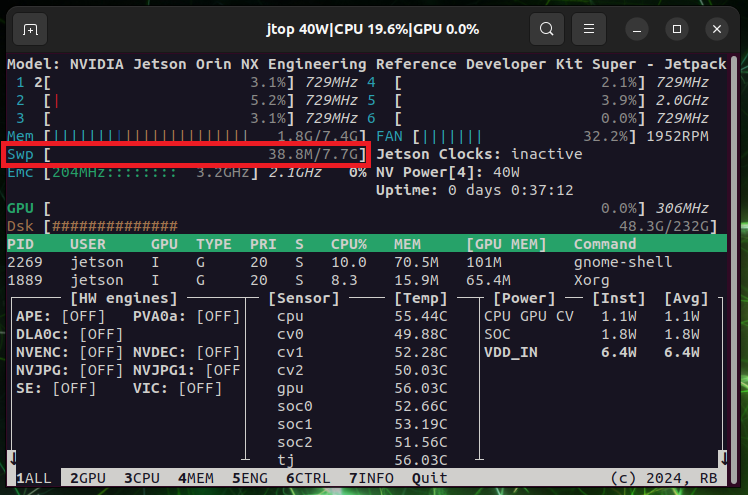 jtop 40W|CPU 19.6%|GPU 0.0%
Model: NVIDIA Jetson Orin NX Engineering Reference Developer Kit Super - Jetpack
1 2[ 3.1%] 729MHz 4 [ 2.1%] 729MHz
2 [| 5.2%] 729MHz 5 [ 3.9%] 2.0GHz
3 [ 3.1%] 729MHz 6 [ 0.0%] 729MHz
Mem [||||||||||||||||||||||| 1.8G/7.4G] FAN [||||||| 32.2%] 1952RPM
Swp [ 38.8M/7.7G] Jetson Clocks: inactive
Emc [204MHz:::::::: 3.2GHz] 2.1GHz 0% NV Power[4]: 40W
Uptime: 0 days 0:37:12
GPU [ 0.0%] 306MHz
Dsk [############## 48.3G/232G]
PID USER GPU TYPE PRI S CPU% MEM [GPU MEM] Command
2269 jetson I G 20 S 10.0 70.5M 101M gnome-shell
1889 jetson I G 20 S 8.3 15.9M 65.4M Xorg
[HW engines] [Sensor] [Temp] [Power] [Inst] [Avg]
APE: [OFF] PVA0a: [OFF] cpu 55.44C CPU GPU CV 1.1W 1.1W
DLA0c: [OFF] cv0 49.88C SOC 1.8W 1.8W
NVENC: [OFF] NVDEC: [OFF] cv1 52.28C VDD_IN 6.4W 6.4W
NVJPG: [OFF] NVJPG1: [OFF cv2 50.03C
SE: [OFF] VIC: [OFF] gpu 56.03C
soc0 52.66C
soc1 53.19C
soc2 51.56C
tj 56.03C
1ALL 2GPU 3CPU 4MEM 5ENG 6CTRL 7INFO Quit (c) 2024, RB